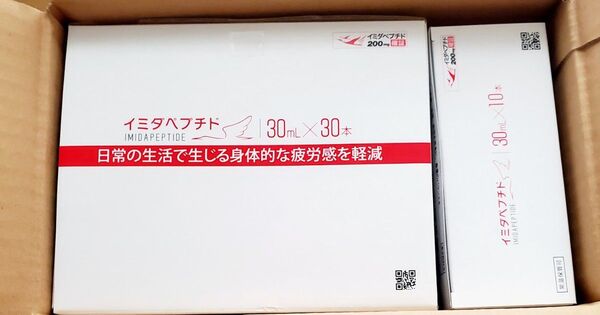 イミダペプチド
200mg 確証
イミダペプチド
IMIDAPEPTIDE
30mL×30本
日常の生活で生じる身体的な疲労感を軽減
イミダペプチド
200mg
イミダペプチド
IMIDAPEPTIDE
30mL×10本